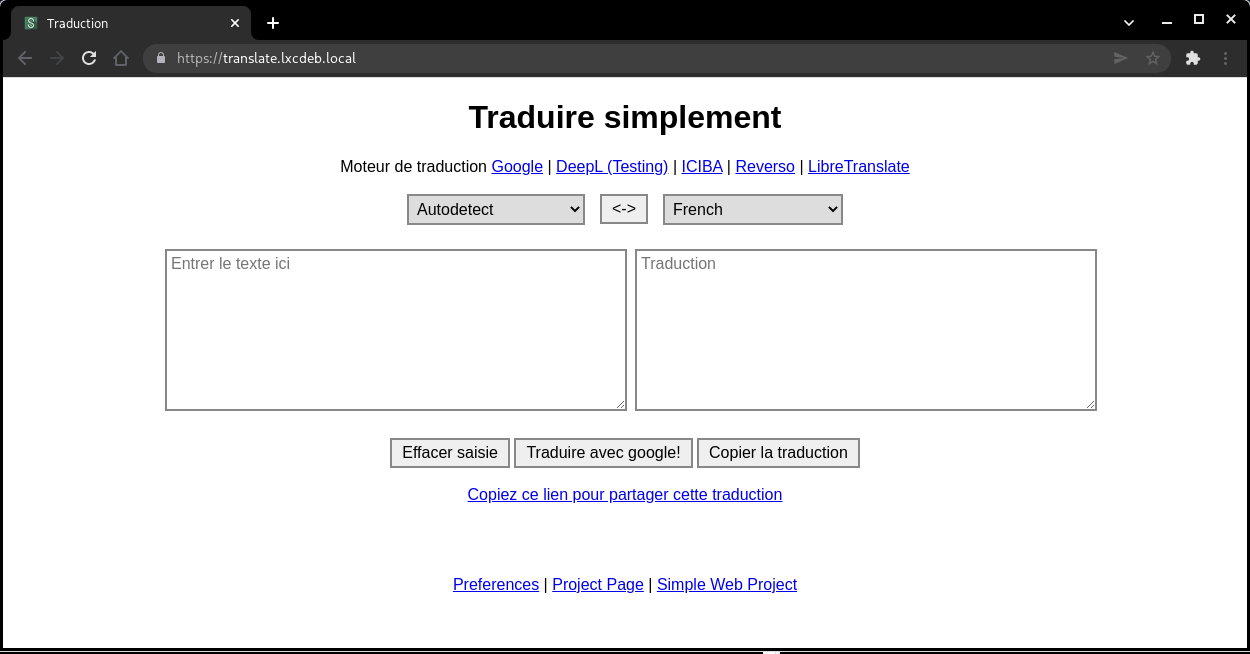 Traduction
https://translate.lxcdeb.local
Traduire simplement
Moteur de traduction Google | DeepL (Testing) | ICIBA | Reverso | LibreTranslate
Autodetect <-> French
Entrer le texte ici Traduction
Effacer saisie Traduire avec google! Copier la traduction
Copiez ce lien pour partager cette traduction
Preferences | Project Page | Simple Web Project